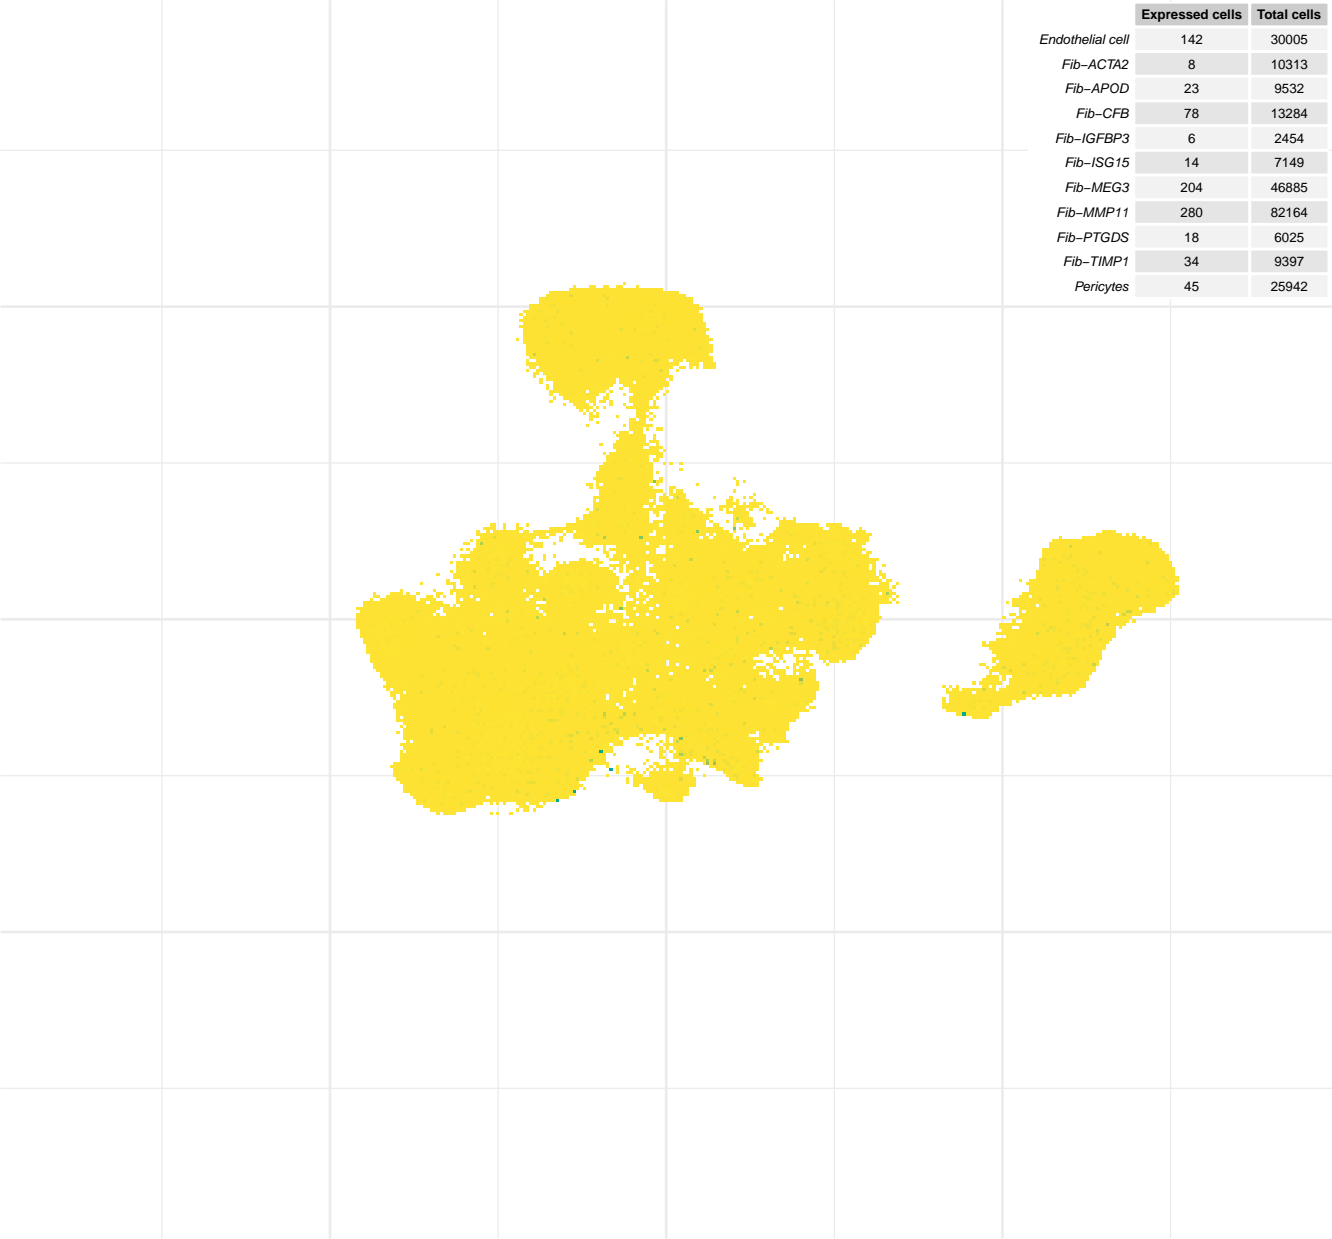 Expressed cells Total cells
Endothelial cell 142 30005
Fib−ACTA2 8 10313
Fib−APOD 23 9532
Fib−CFB 78 13284
Fib−IGFBP3 6 2454
Fib−ISG15 14 7149
Fib−MEG3 204 46885
Fib−MMP11 280 82164
Fib−PTGDS 18 6025
Fib−TIMP1 34 9397
Pericytes 45 25942